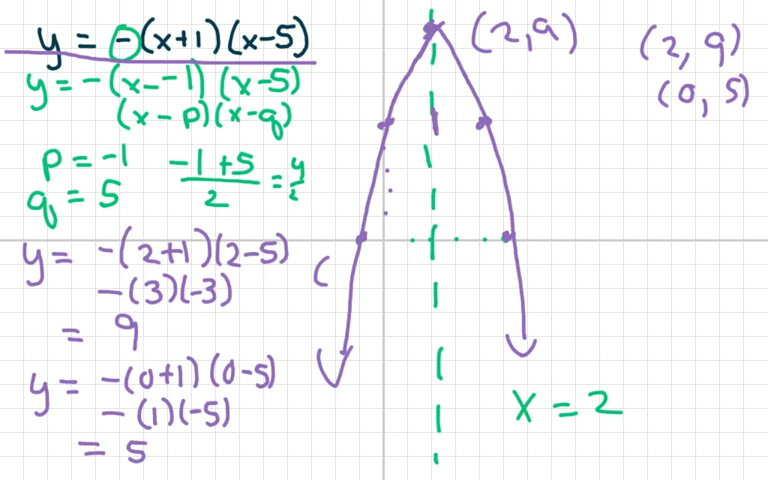 y = -(x+1)(x-5)
y = -(x--1)(x-5)
(x-p)(x-q)
p = -1
q = 5
-1+5/2 = 4/2
y = -(2+1)(2-5)
-(3)(-3)
= 9
y = -(0+1)(0-5)
-(1)(-5)
= 5
(2,9)
(2,9)
(0,5)
(
x = 2